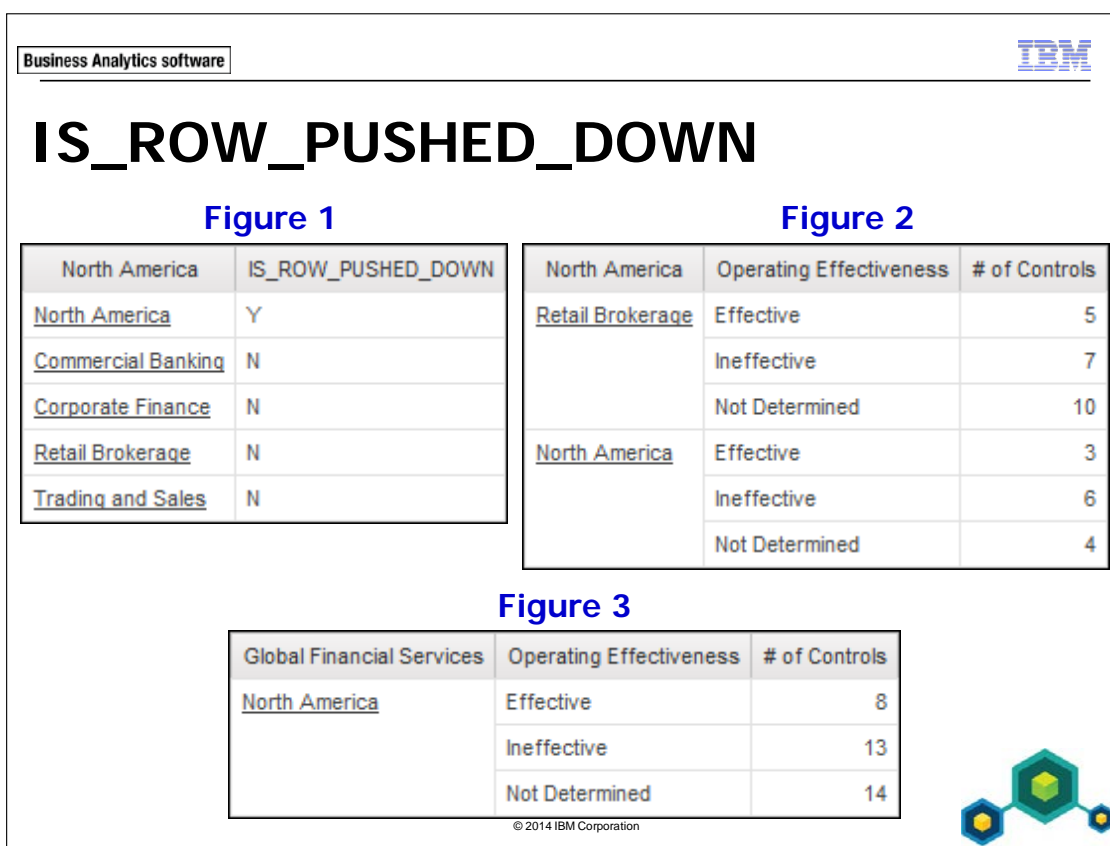 Business Analytics software
IBM
IS_ROW_PUSHED_DOWN
Figure 1
North America IS_ROW_PUSHED_DOWN
North America Y
Commercial Banking N
Corporate Finance N
Retail Brokerage N
Trading and Sales N
Figure 2
North America Operating Effectiveness # of Controls
Retail Brokerage Effective 5
Ineffective 7
Not Determined 10
North America Effective 3
Ineffective 6
Not Determined 4
Figure 3
Global Financial Services Operating Effectiveness # of Controls
North America Effective 8
Ineffective 13
Not Determined 14
© 2014 IBM Corporation